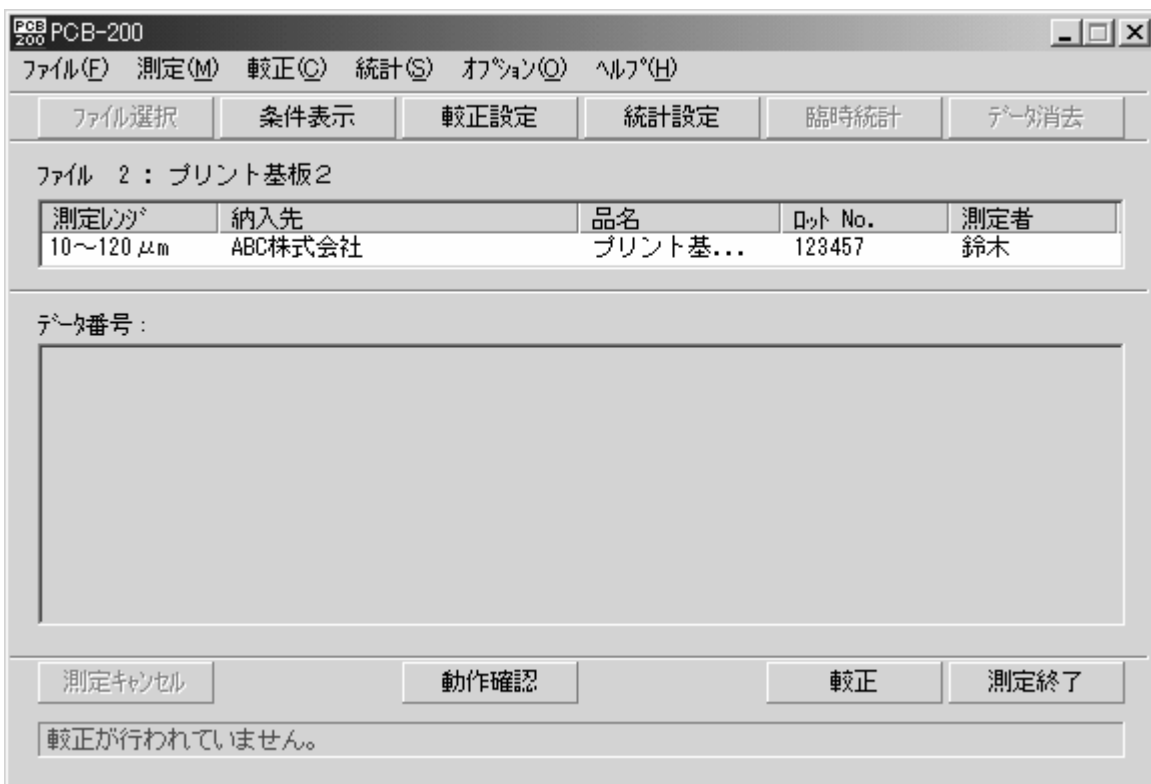 PCB 200 PCB-200
ﾌｧｲﾙ(F) 測定(M) 較正(C) 統計(S) ｵﾌﾟｼｮﾝ(O) ﾍﾙﾌﾟ(H)
ﾌｧｲﾙ選択 条件表示 較正設定 統計設定 臨時統計 ﾃﾞｰﾀ消去
ﾌｧｲﾙ 2 : プリント基板２
測定ﾚﾝｼﾞ 納入先 品名 ﾛｯﾄ No. 測定者
10～120μm ABC株式会社 プリント基... 123457 鈴木
ﾃﾞｰﾀ番号 :
測定ｷｬﾝｾﾙ 動作確認 較正 測定終了
較正が行われていません。